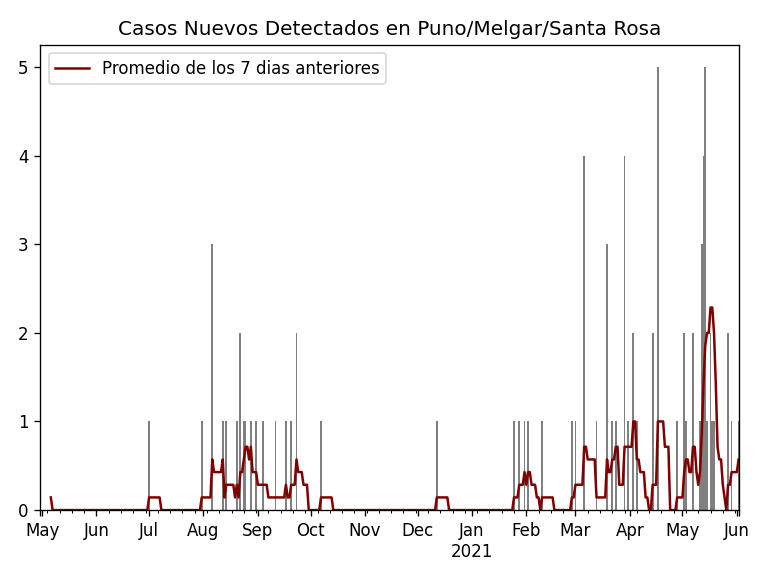 Casos Nuevos Detectados en Puno/Melgar/Santa Rosa
Promedio de los 7 dias anteriores
5
4
3
2
1
0
May Jun Jul Aug Sep Oct Nov Dec Jan Feb Mar Apr May Jun
2021